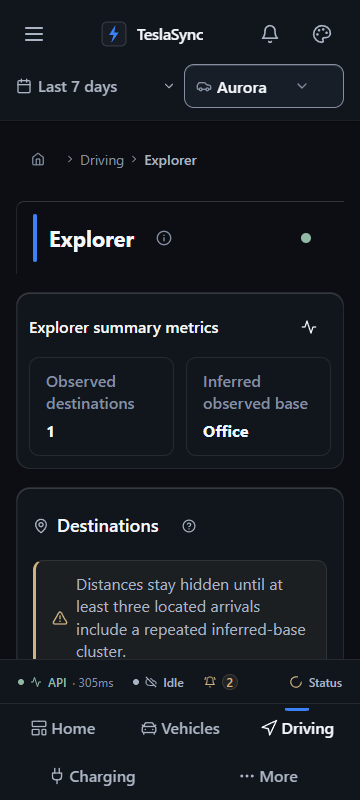 TeslaSync
Last 7 days
Aurora
Driving
Explorer
Explorer
Explorer summary metrics
Observed
destinations
1
Inferred
observed base
Office
Destinations
Distances stay hidden until at
least three located arrivals
include a repeated inferred-base
cluster.
API · 305ms
Idle
2
Status
Home
Vehicles
Driving
Charging
More